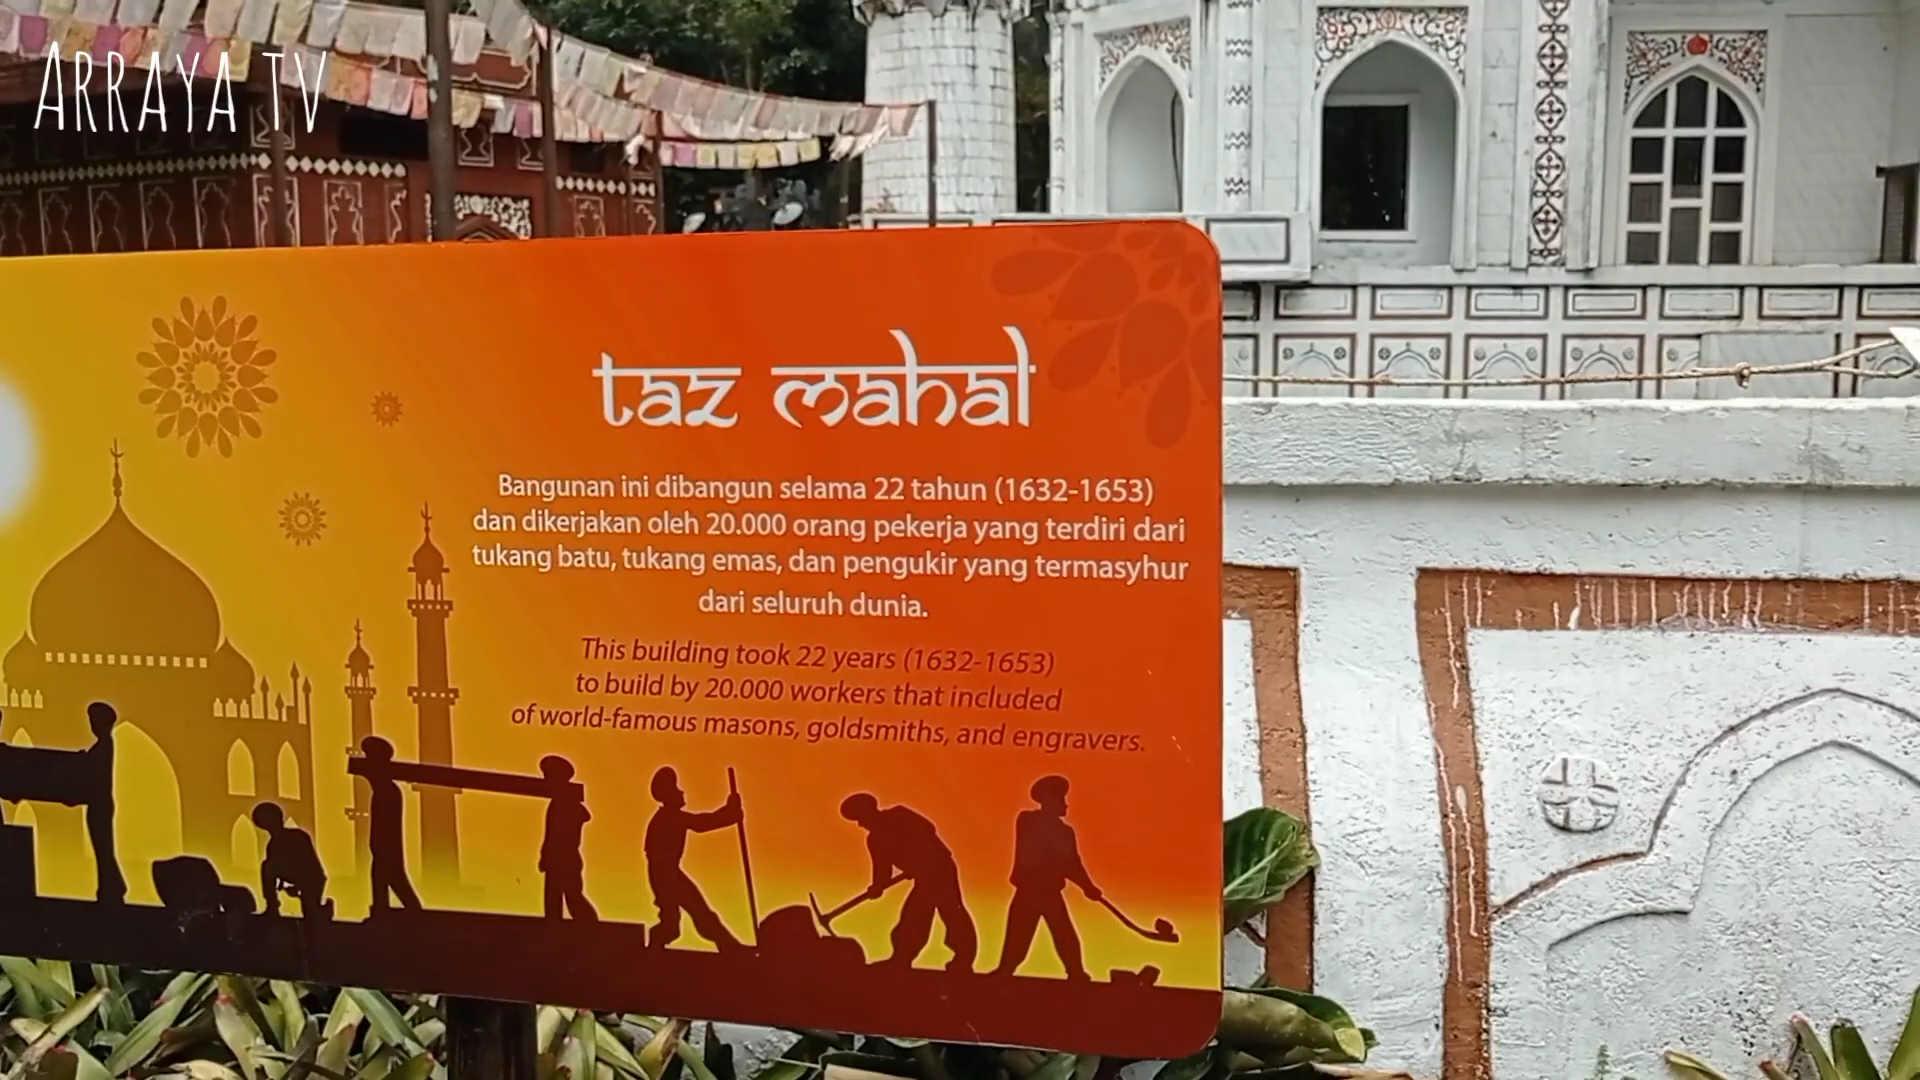 ARRAYA TV
taz mahal
Bangunan ini dibangun selama 22 tahun (1632-1653)
dan dikerjakan oleh 20.000 orang pekerja yang terdiri dari
tukang batu, tukang emas, dan pengukir yang termasyhur
dari seluruh dunia.
This building took 22 years (1632-1653)
to build by 20.000 workers that included
of world-famous masons, goldsmiths, and engravers.